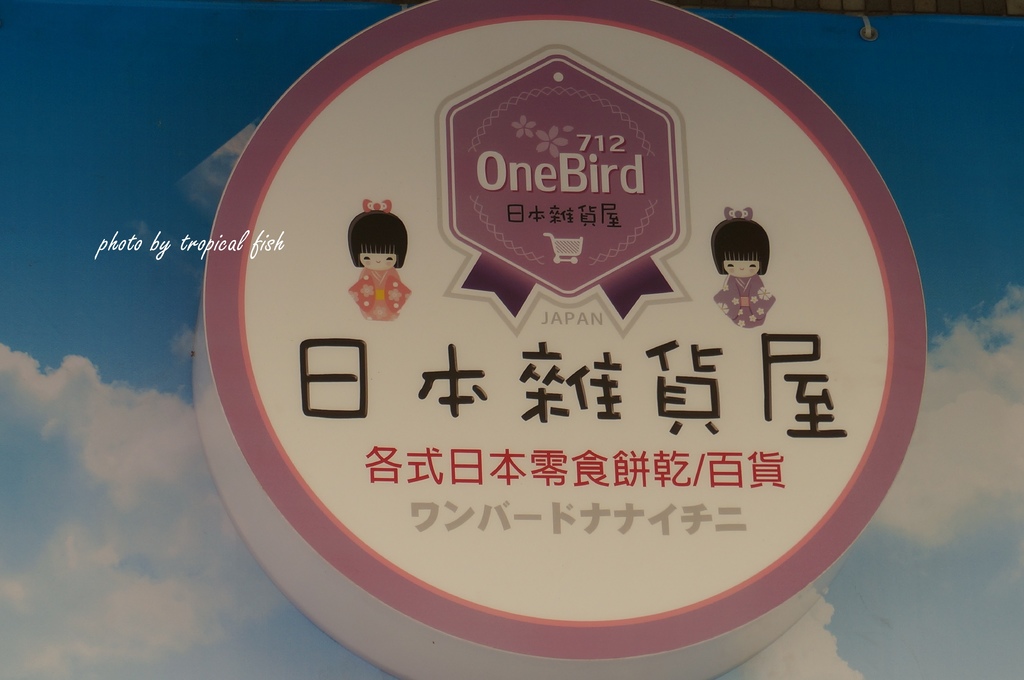 712
OneBird
日本雜貨屋
JAPAN
日本雜貨屋
各式日本零食餅乾/百貨
ワンバードナナイチニ
photo by tropical fish